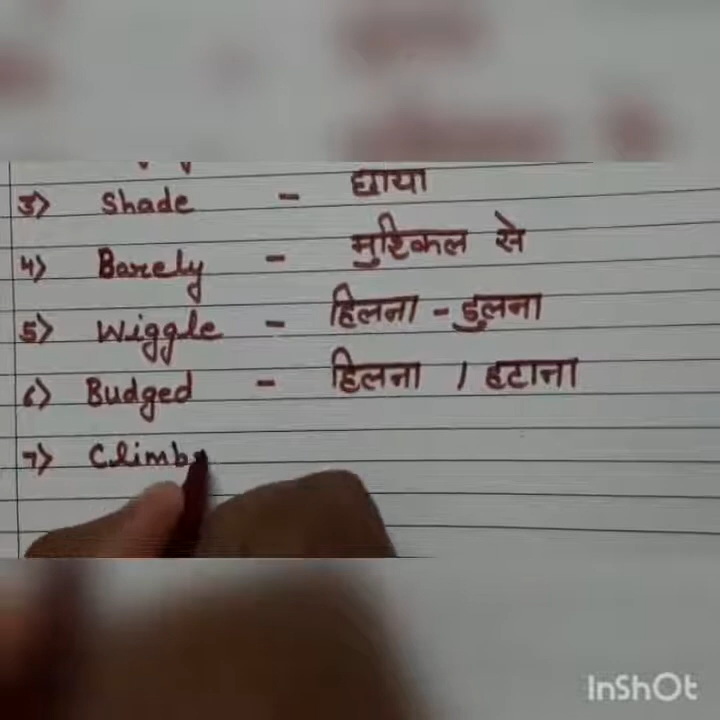 3) Shade - छाया
4) Barely - मुश्किल से
5) Wiggle - हिलना - डुलना
6) Budged - हिलना / हटाना
7) Climb
InShOt